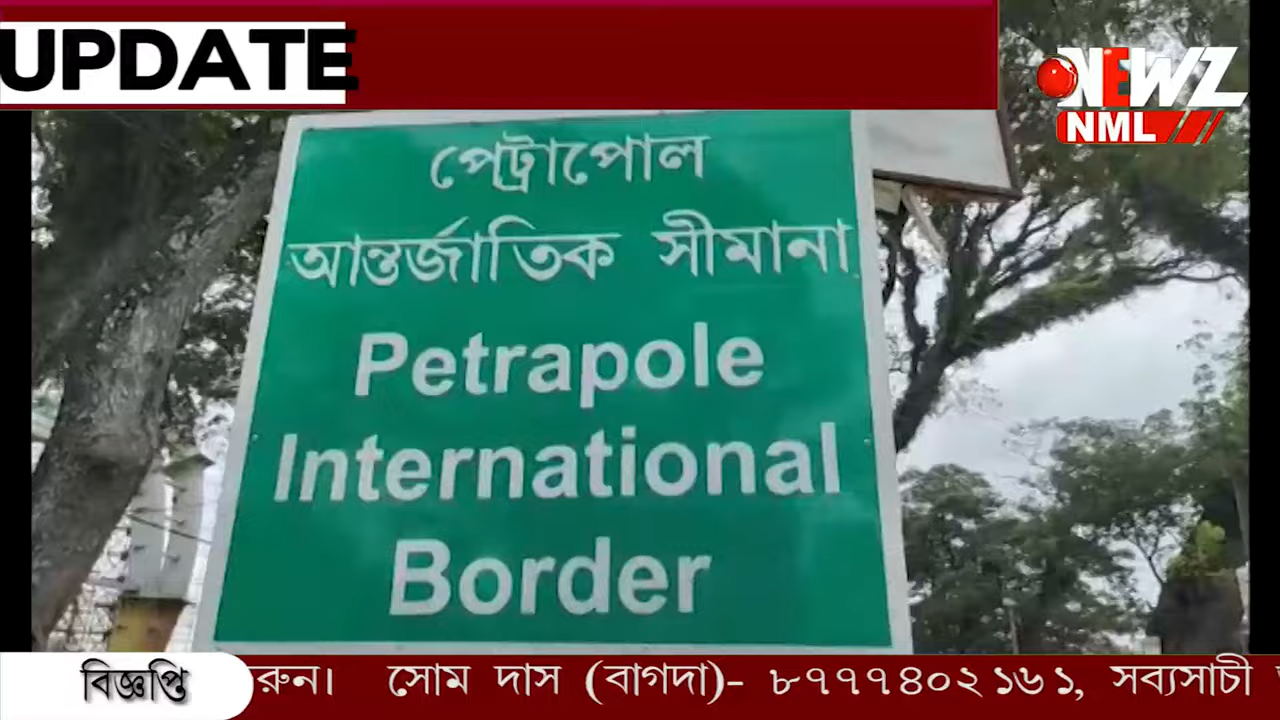 UPDATE
NEWZ
NML
পেট্রাপোল
আন্তর্জাতিক সীমানা
Petrapole
International
Border
বিজ্ঞপ্তি
রুন। সোম দাস (বাগদা)- ৮৭৭৭৪০২১৬১, সব্যসাচী